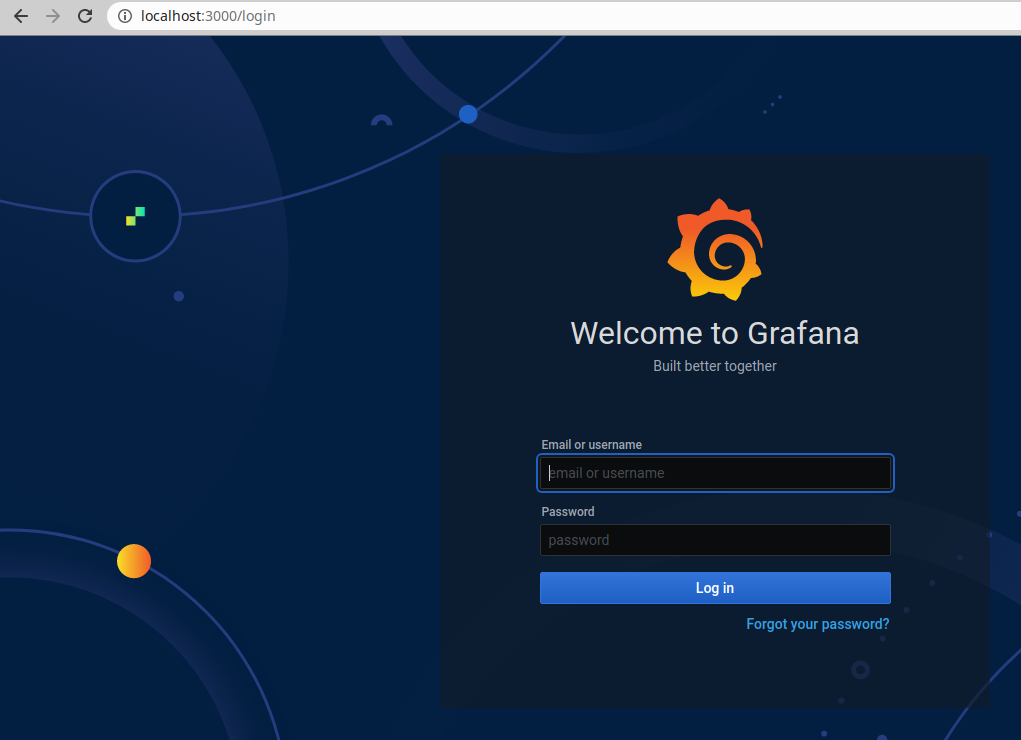 localhost:3000/login
Welcome to Grafana
Built better together
Email or username
email or username
Password
password
Log in
Forgot your password?